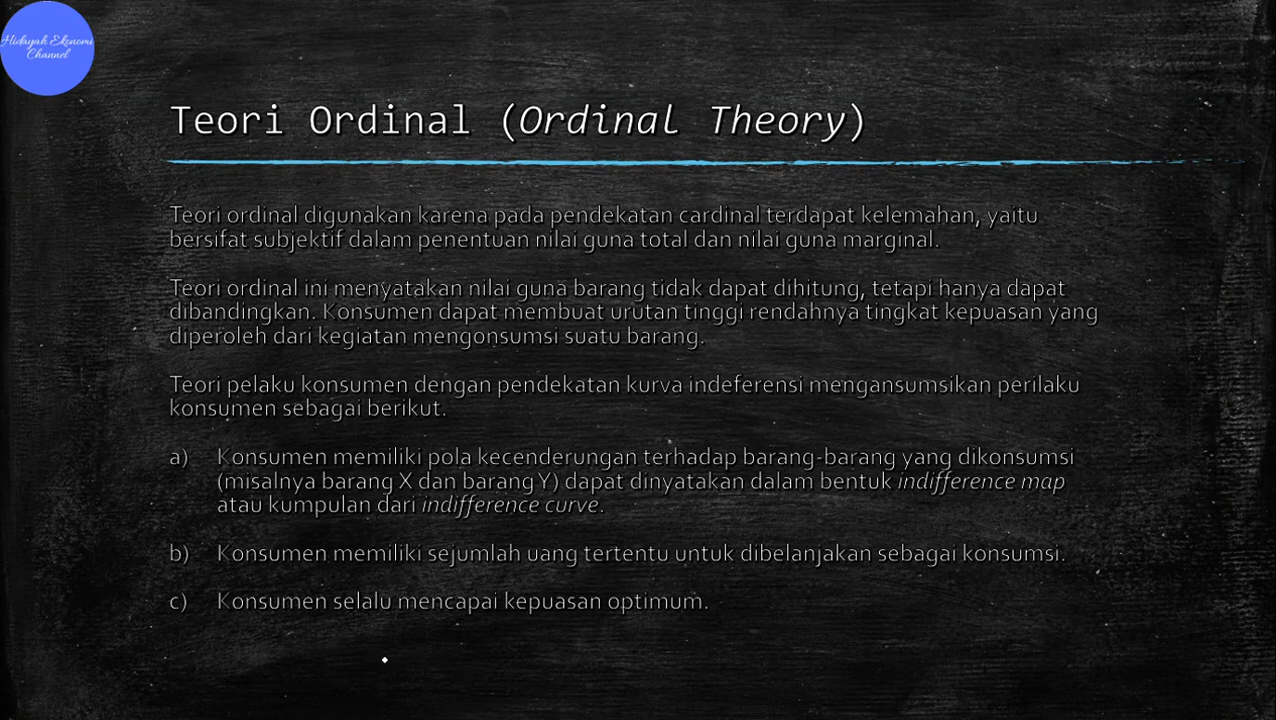 Hidayah Ekonomi
Channel
Teori Ordinal (Ordinal Theory)
Teori ordinal digunakan karena pada pendekatan cardinal terdapat kelemahan, yaitu
bersifat subjektif dalam penentuan nilai guna total dan nilai guna marginal.
Teori ordinal ini menyatakan nilai guna barang tidak dapat dihitung, tetapi hanya dapat
dibandingkan. Konsumen dapat membuat urutan tinggi rendahnya tingkat kepuasan yang
diperoleh dari kegiatan mengonsumsi suatu barang.
Teori pelaku konsumen dengan pendekatan kurva indeferensi mengansumsikan perilaku
konsumen sebagai berikut.
a) Konsumen memiliki pola kecenderungan terhadap barang-barang yang dikonsumsi
(misalnya barang X dan barang Y) dapat dinyatakan dalam bentuk indifference map
atau kumpulan dari indifference curve.
b) Konsumen memiliki sejumlah uang tertentu untuk dibelanjakan sebagai konsumsi.
c) Konsumen selalu mencapai kepuasan optimum.